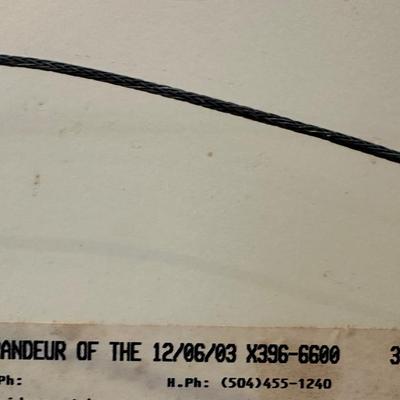 ANDEUR OF THE 12/06/03 X396-6600 3
Ph: H.Ph: (504)455-1240